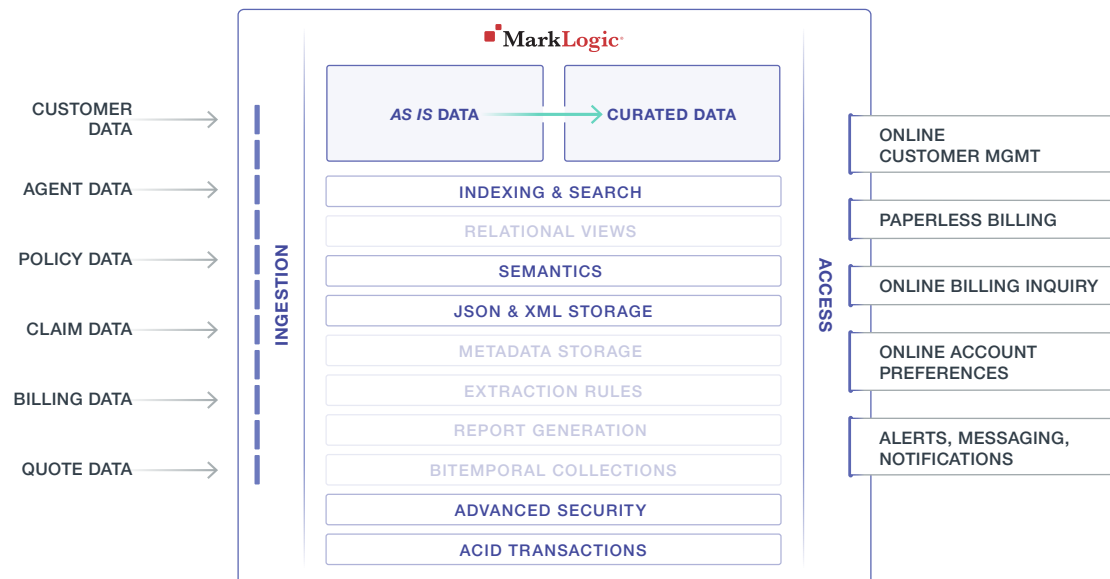 MarkLogic
CUSTOMER
DATA
AGENT DATA
POLICY DATA
CLAIM DATA
BILLING DATA
QUOTE DATA
INGESTION
AS IS DATA
CURATED DATA
INDEXING & SEARCH
RELATIONAL VIEWS
SEMANTICS
JSON & XML STORAGE
METADATA STORAGE
EXTRACTION RULES
REPORT GENERATION
BITEMPORAL COLLECTIONS
ADVANCED SECURITY
ACID TRANSACTIONS
ACCESS
ONLINE
CUSTOMER MGMT
PAPERLESS BILLING
ONLINE BILLING INQUIRY
ONLINE ACCOUNT
PREFERENCES
ALERTS, MESSAGING,
NOTIFICATIONS